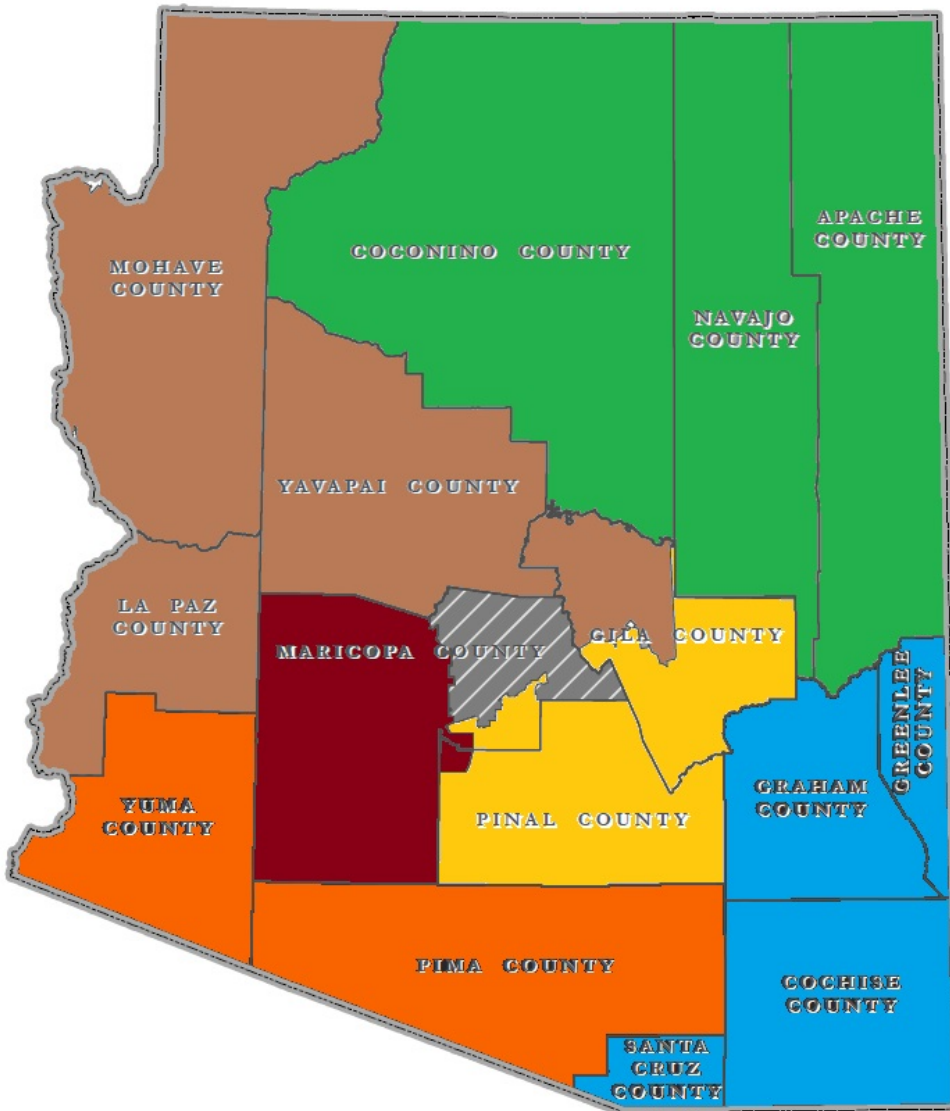 APACHE
COUNTY
COCONINO COUNTY
MOHAVE
COUNTY
NAVAJO
COUNTY
YAVAPAI COUNTY
LA PAZ
COUNTY
GILA COUNTY
MARICOPA COUNTY
GREENLEE
COUNTY
GRAHAM
COUNTY
YUMA
COUNTY
PINAL COUNTY
PIMA COUNTY
COCHISE
COUNTY
SANTA
CRUZ
COUNTY